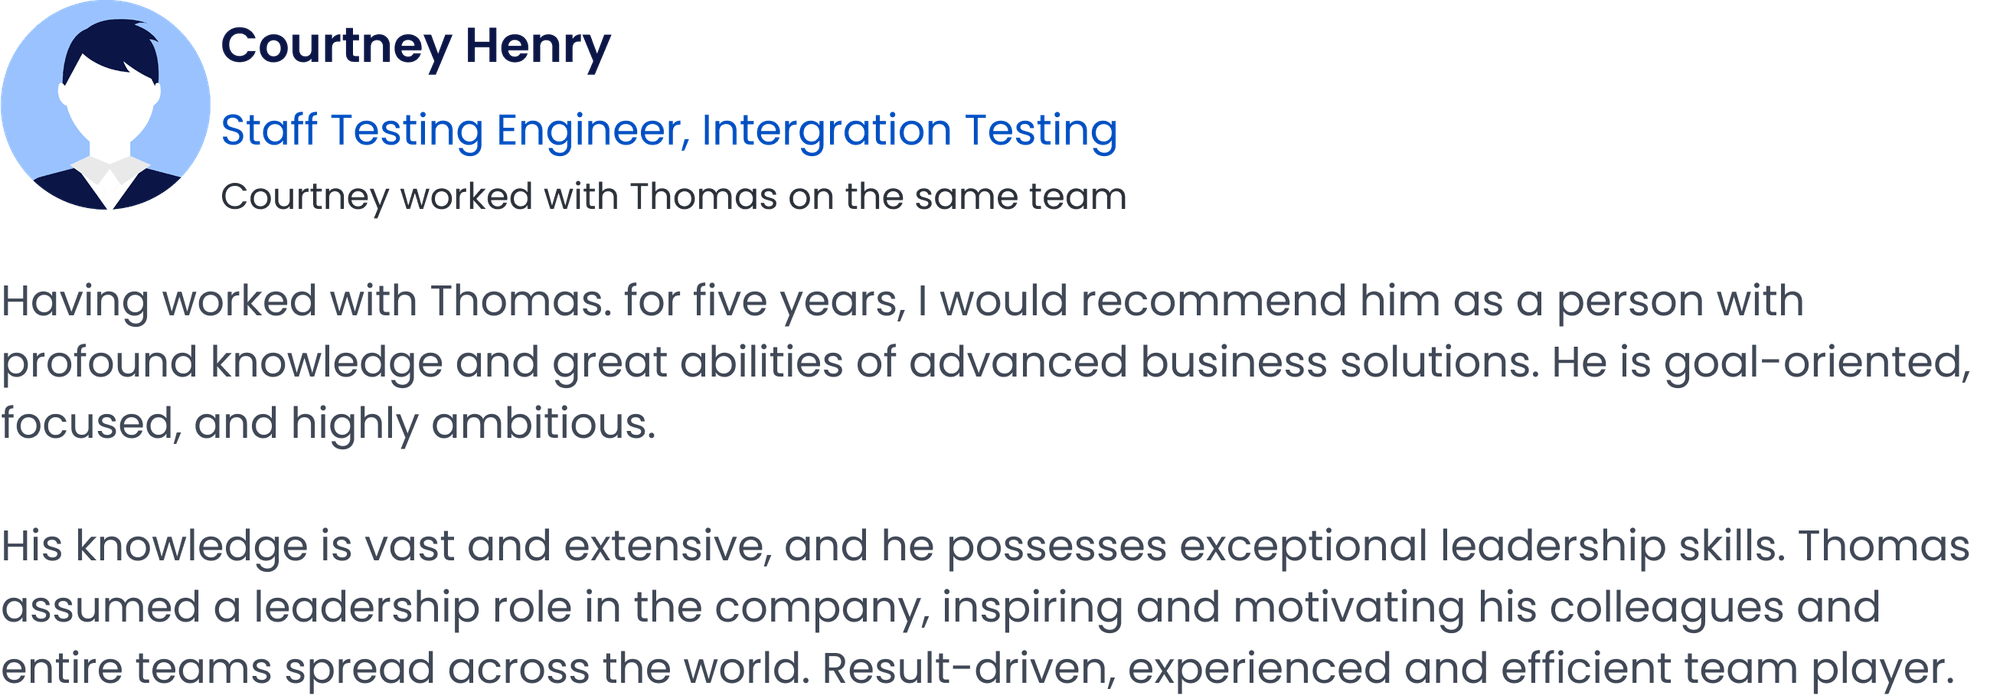 Courtney Henry
Staff Testing Engineer, Intergration Testing
Courtney worked with Thomas on the same team
Having worked with Thomas. for five years, I would recommend him as a person with
profound knowledge and great abilities of advanced business solutions. He is goal-oriented,
focused, and highly ambitious.
His knowledge is vast and extensive, and he possesses exceptional leadership skills. Thomas
assumed a leadership role in the company, inspiring and motivating his colleagues and
entire teams spread across the world. Result-driven, experienced and efficient team player.